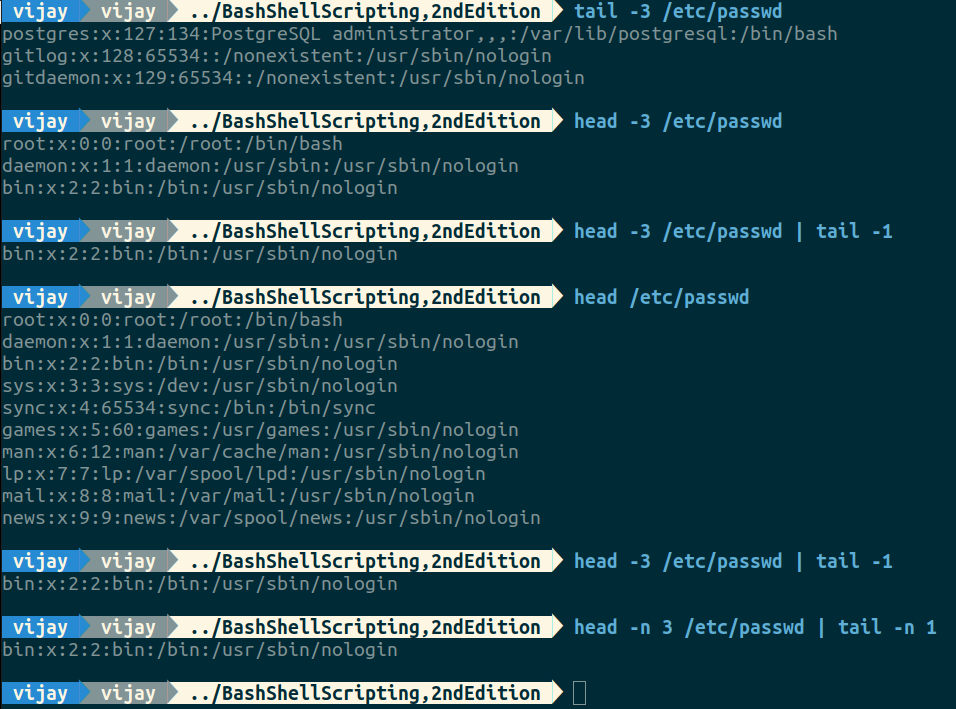 vijay vijay ../BashShellScripting,2ndEdition tail -3 /etc/passwd
postgres:x:127:134:PostgreSQL administrator,,,:/var/lib/postgresql:/bin/bash
gitlog:x:128:65534::/nonexistent:/usr/sbin/nologin
gitdaemon:x:129:65534::/nonexistent:/usr/sbin/nologin
vijay vijay ../BashShellScripting,2ndEdition head -3 /etc/passwd
root:x:0:0:root:/root:/bin/bash
daemon:x:1:1:daemon:/usr/sbin:/usr/sbin/nologin
bin:x:2:2:bin:/bin:/usr/sbin/nologin
vijay vijay ../BashShellScripting,2ndEdition head -3 /etc/passwd | tail -1
bin:x:2:2:bin:/bin:/usr/sbin/nologin
vijay vijay ../BashShellScripting,2ndEdition head /etc/passwd
root:x:0:0:root:/root:/bin/bash
daemon:x:1:1:daemon:/usr/sbin:/usr/sbin/nologin
bin:x:2:2:bin:/bin:/usr/sbin/nologin
sys:x:3:3:sys:/dev:/usr/sbin/nologin
sync:x:4:65534:sync:/bin:/bin/sync
games:x:5:60:games:/usr/games:/usr/sbin/nologin
man:x:6:12:man:/var/cache/man:/usr/sbin/nologin
lp:x:7:7:lp:/var/spool/lpd:/usr/sbin/nologin
mail:x:8:8:mail:/var/mail:/usr/sbin/nologin
news:x:9:9:news:/var/spool/news:/usr/sbin/nologin
vijay vijay ../BashShellScripting,2ndEdition head -3 /etc/passwd | tail -1
bin:x:2:2:bin:/bin:/usr/sbin/nologin
vijay vijay ../BashShellScripting,2ndEdition head -n 3 /etc/passwd | tail -n 1
bin:x:2:2:bin:/bin:/usr/sbin/nologin
vijay vijay ../BashShellScripting,2ndEdition